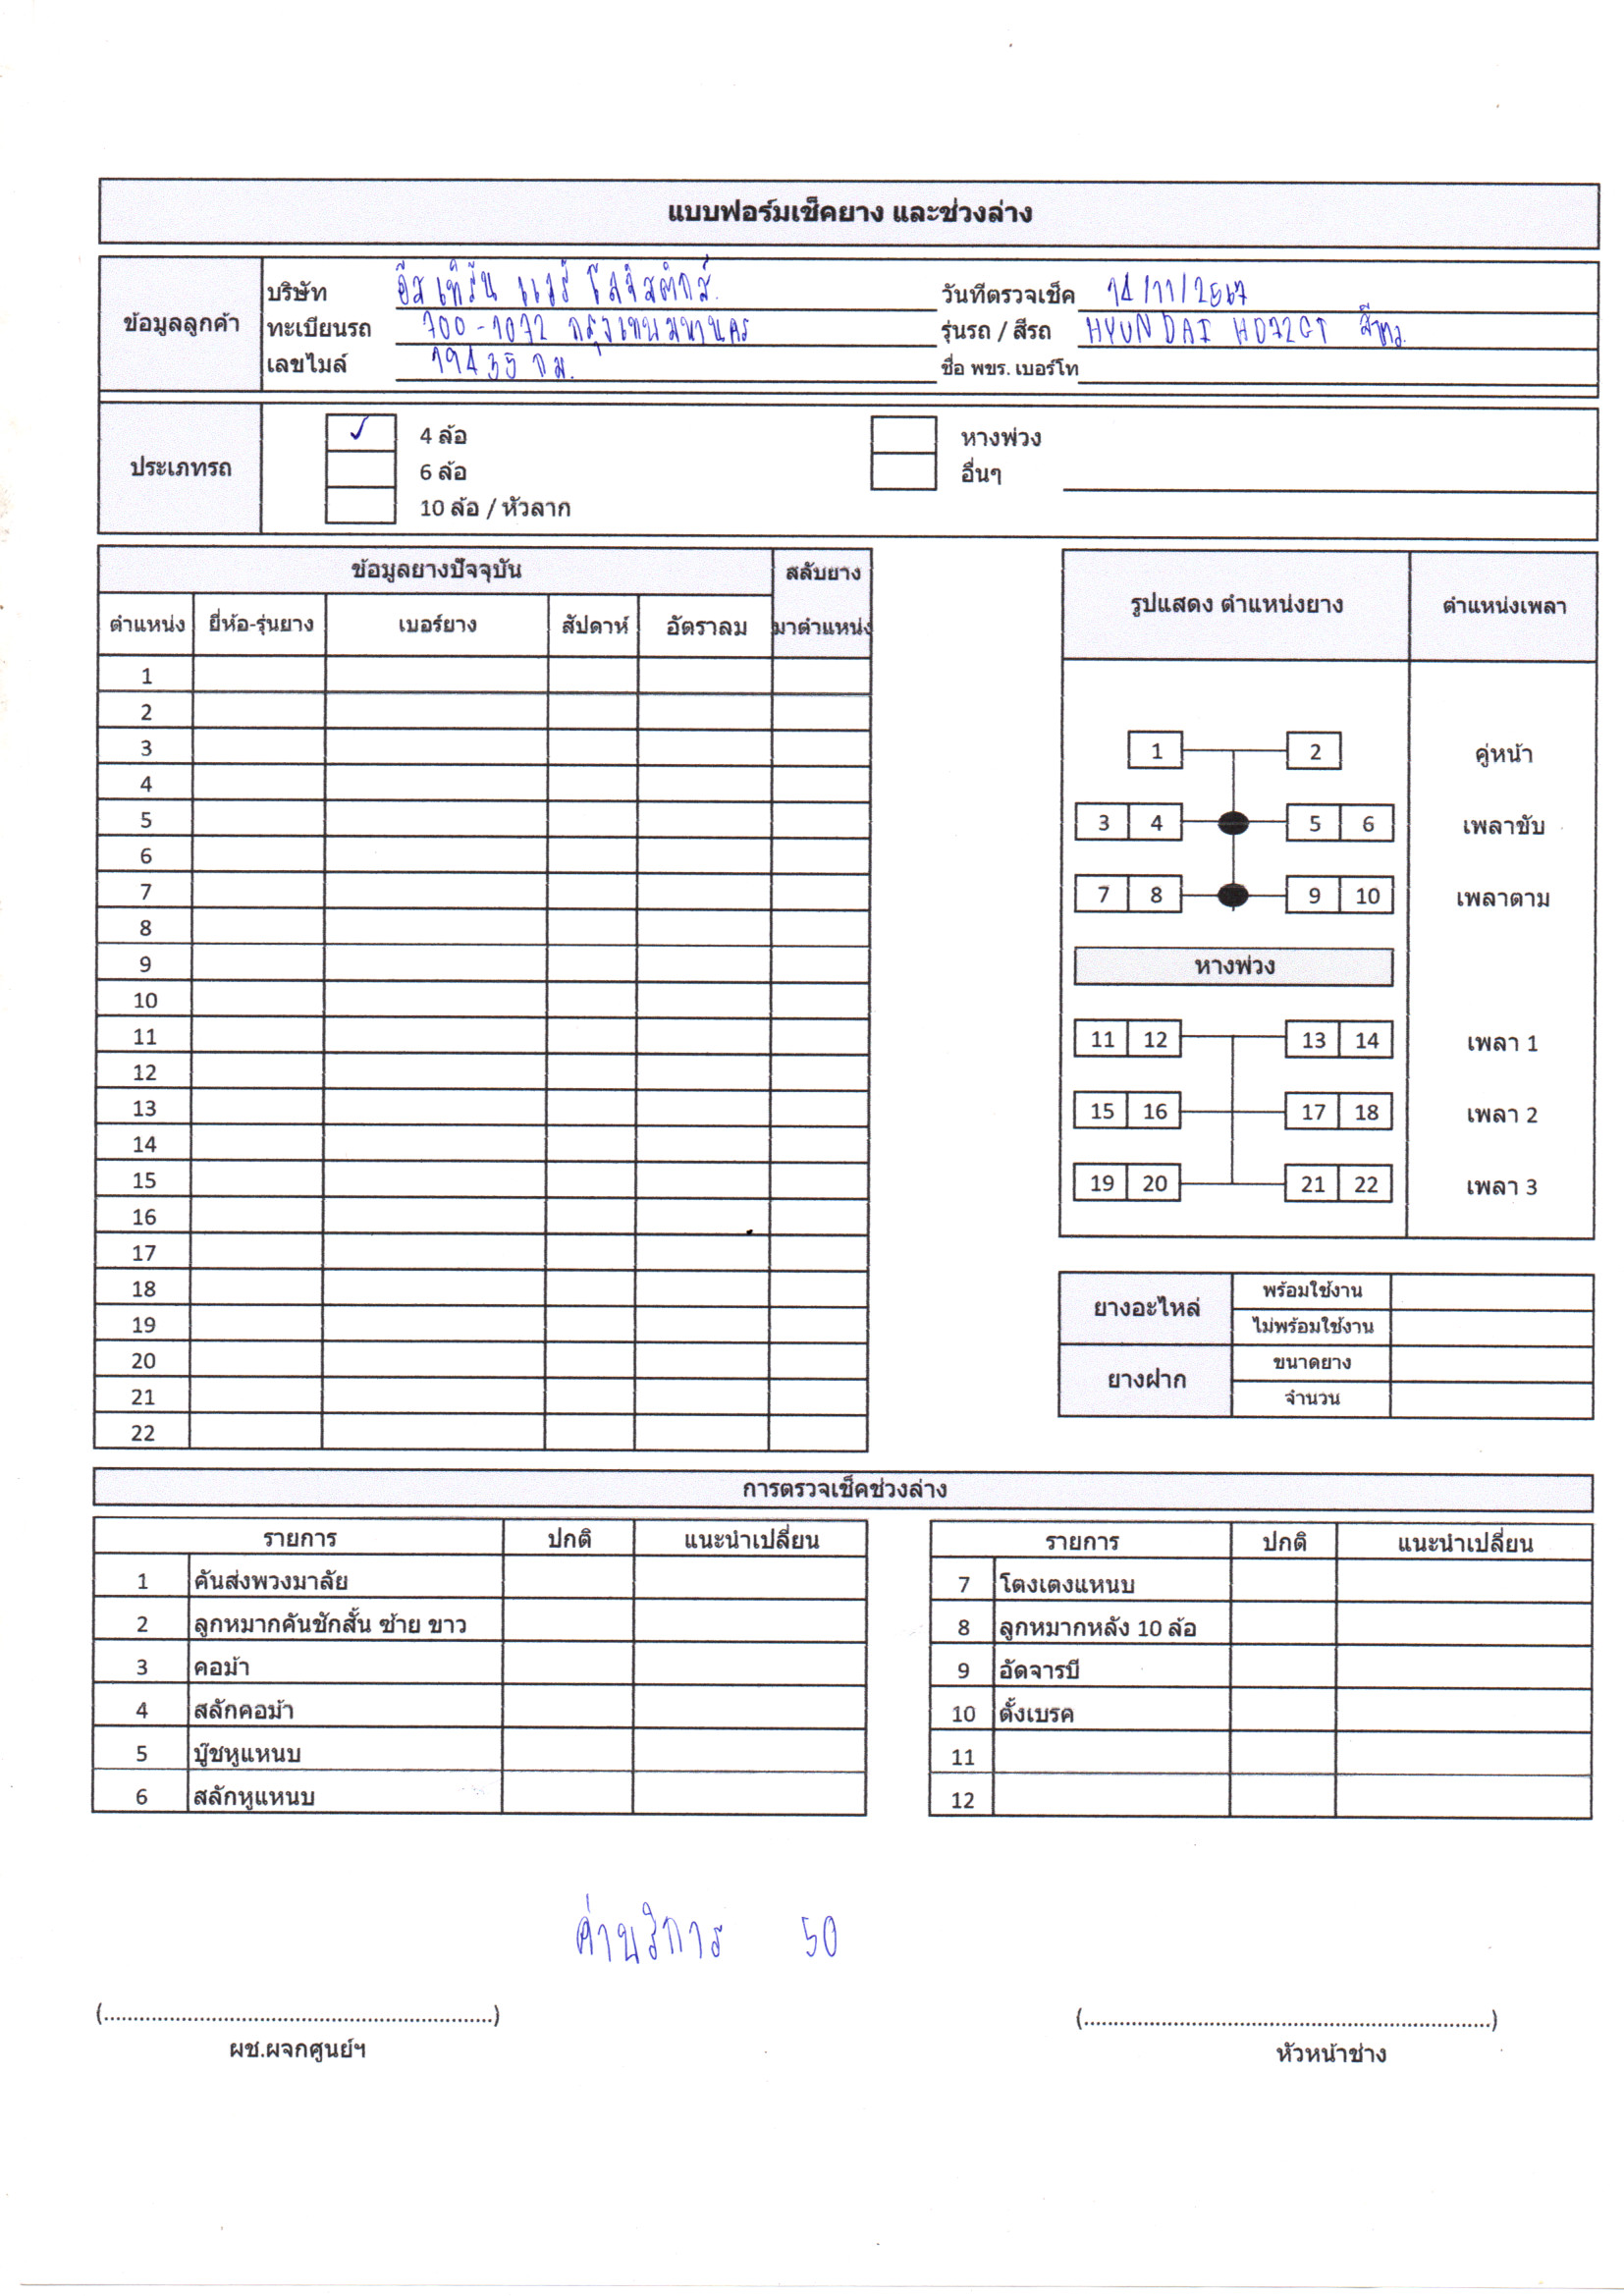 แบบฟอร์มเช็คยาง และช่วงล่าง
ข้อมูลลูกค้า
บริษัท อีสเทิร์น แอร์ โลจิสติกส์
วันที่ตรวจเช็ค 14/11/2567
ทะเบียนรถ 700-1072 กรุงเทพมหานคร
รุ่นรถ / สีรถ HYUNDAI HD72GT สีขาว
เลขไมล์ 19435 กม.
ชื่อ พขร. เบอร์โท
ประเภทรถ
✓ 4 ล้อ
หางพ่วง
6 ล้อ
อื่นๆ
10 ล้อ / หัวลาก
ข้อมูลยางปัจจุบัน สลับยาง
ตำแหน่ง ยี่ห้อ-รุ่นยาง เบอร์ยาง สัปดาห์ อัตราลม มาตำแหน่ง
1
2
3
4
5
6
7
8
9
10
11
12
13
14
15
16
17
18
19
20
21
22
รูปแสดง ตำแหน่งยาง ตำแหน่งเพลา
1 2 คู่หน้า
3 4 5 6 เพลาขับ
7 8 9 10 เพลาตาม
หางพ่วง
11 12 13 14 เพลา 1
15 16 17 18 เพลา 2
19 20 21 22 เพลา 3
ยางอะไหล่ พร้อมใช้งาน
ไม่พร้อมใช้งาน
ยางฝาก ขนาดยาง
จำนวน
การตรวจเช็คช่วงล่าง
รายการ ปกติ แนะนำเปลี่ยน
1 คันส่งพวงมาลัย
2 ลูกหมากคันชักสั้น ซ้าย ขาว
3 คอม้า
4 สลักคอม้า
5 บู๊ชหูแหนบ
6 สลักหูแหนบ
รายการ ปกติ แนะนำเปลี่ยน
7 โตงเตงแหนบ
8 ลูกหมากหลัง 10 ล้อ
9 อัดจารบี
10 ตั้งเบรค
11
12
ค่าบริการ 50
(..................................................................)
(......................................................................)
ผช.ผจกศูนย์ฯ
หัวหน้าช่าง